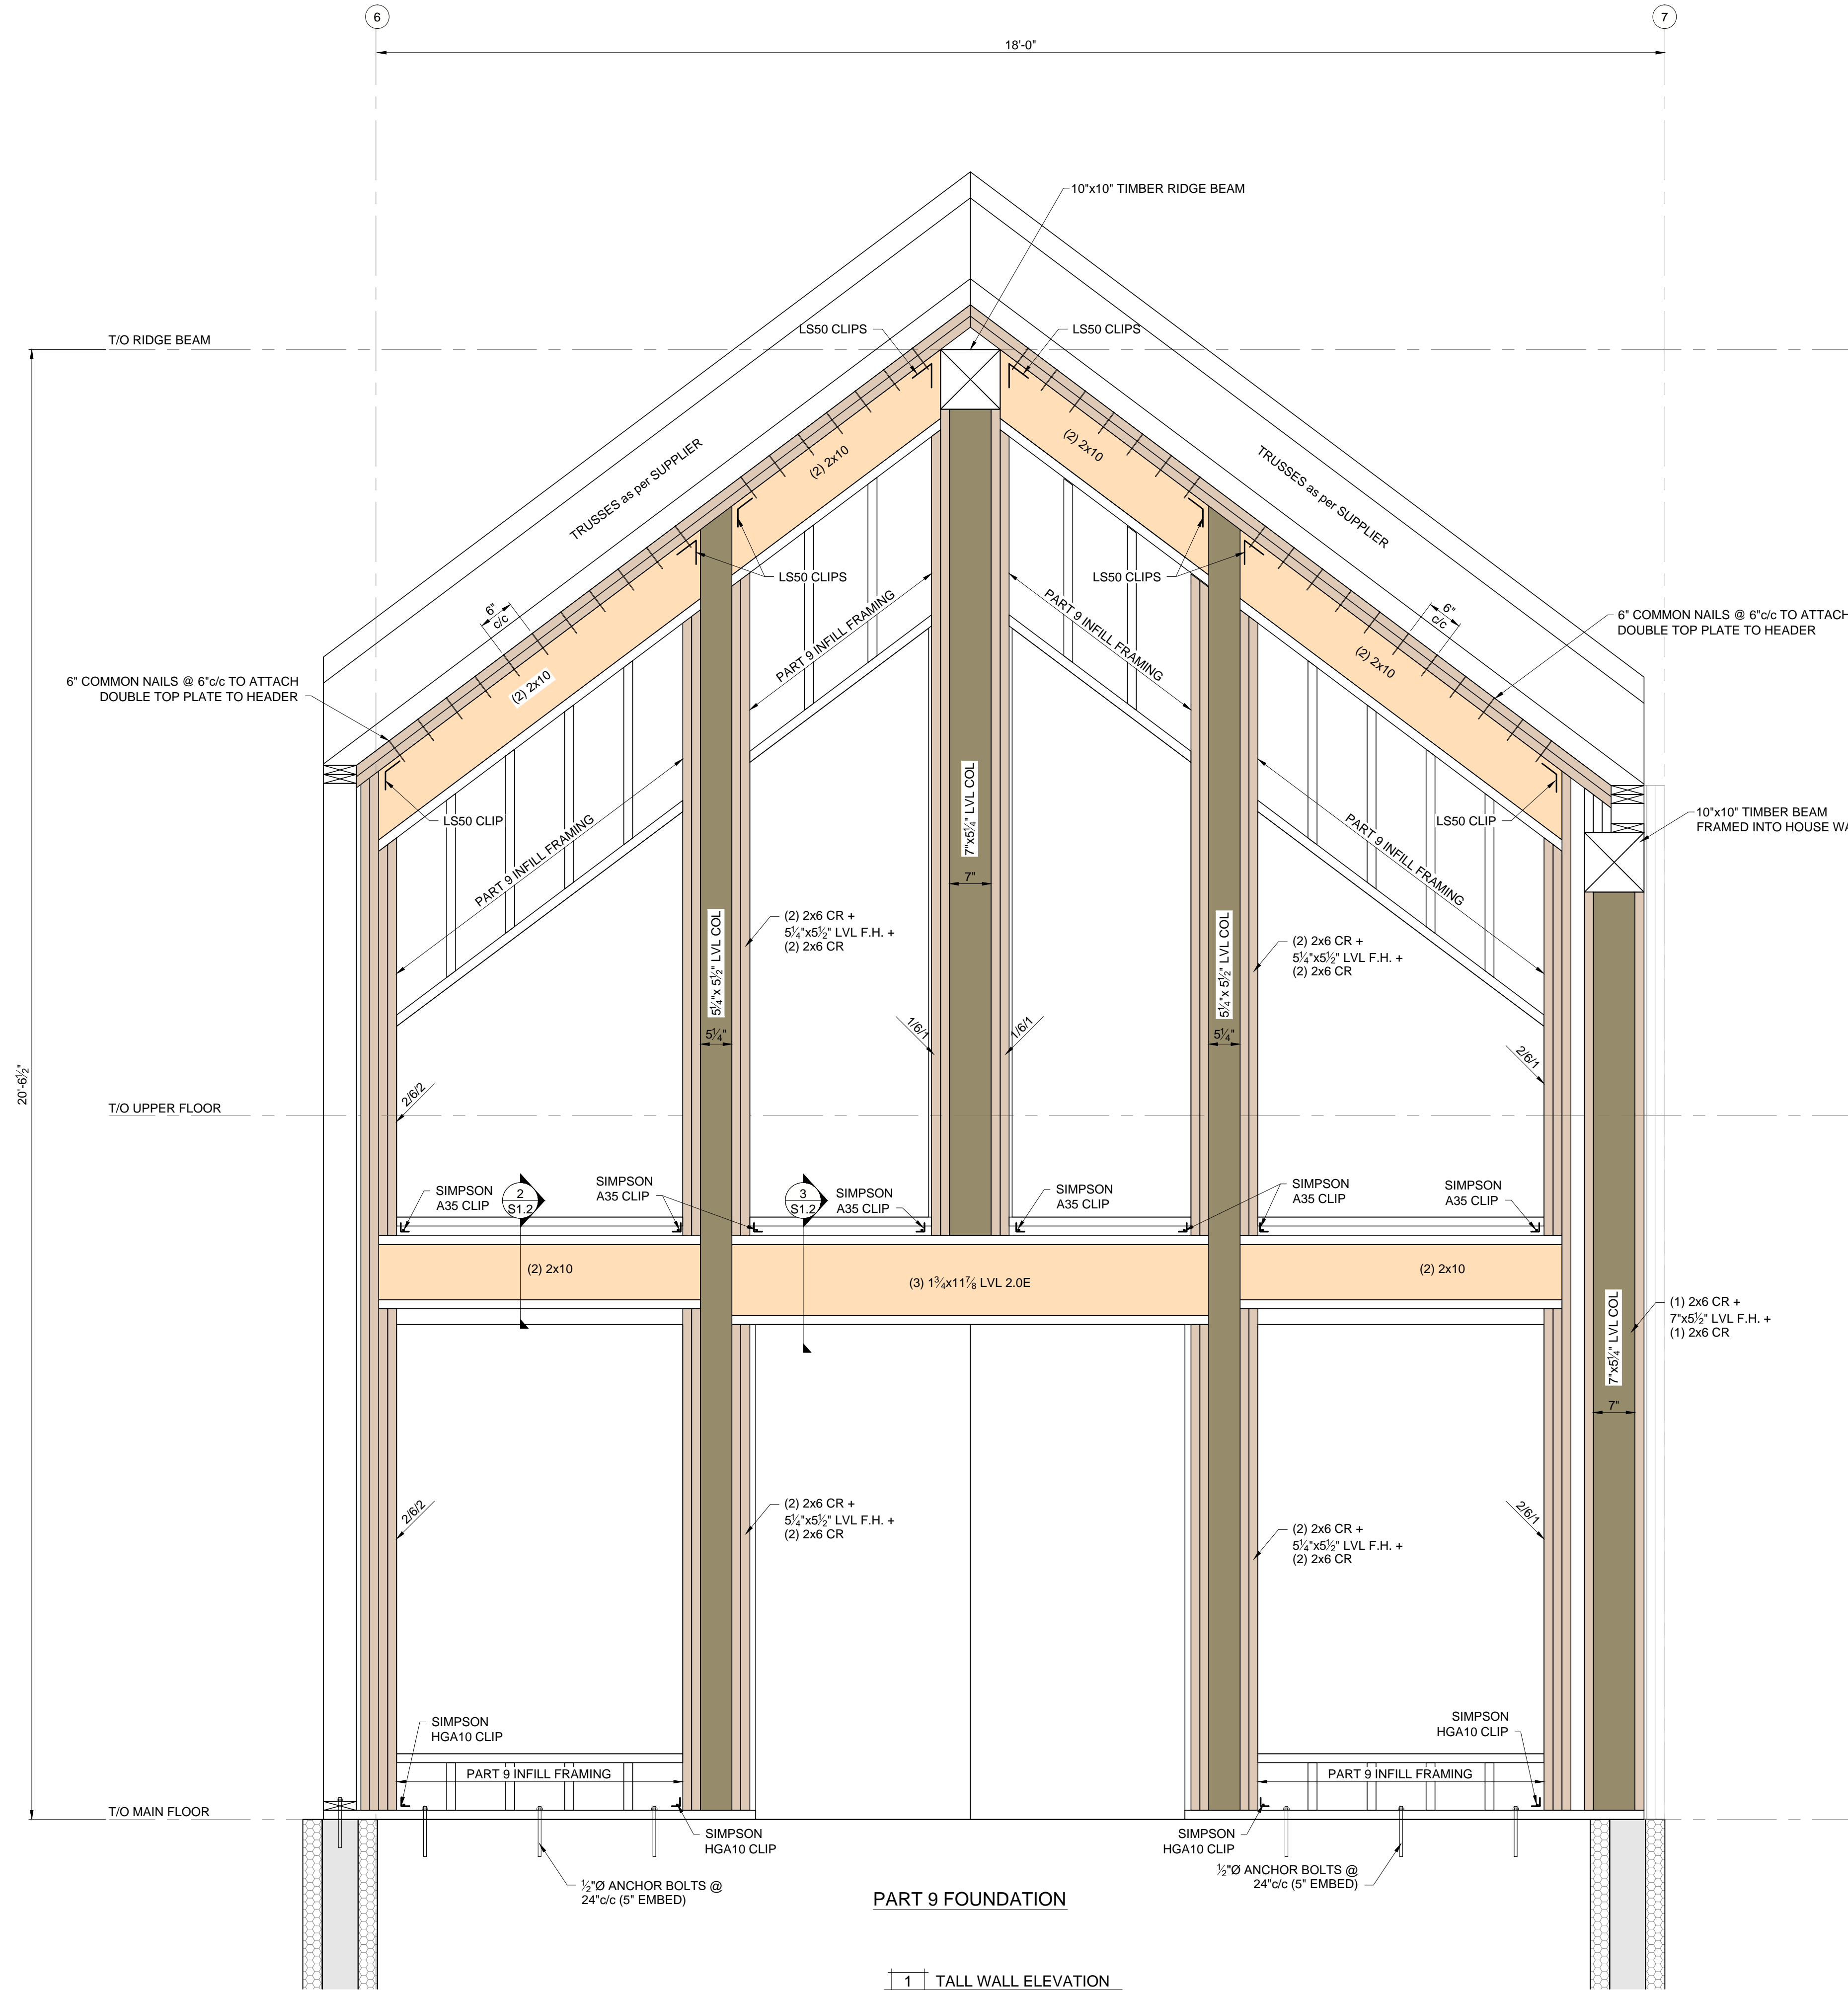 6
7
18'-0"
10"x10" TIMBER RIDGE BEAM
LS50 CLIPS
LS50 CLIPS
T/O RIDGE BEAM
TRUSSES as per SUPPLIER
(2) 2x10
(2) 2x10
TRUSSES as per SUPPLIER
LS50 CLIPS
LS50 CLIPS
6"
c/c
PART 9 INFILL FRAMING
PART 9 INFILL FRAMING
6"
c/c
6" COMMON NAILS @ 6"c/c TO ATTACH
DOUBLE TOP PLATE TO HEADER
6" COMMON NAILS @ 6"c/c TO ATTACH
DOUBLE TOP PLATE TO HEADER
(2) 2x10
(2) 2x10
LS50 CLIP
LS50 CLIP
10"x10" TIMBER BEAM
FRAMED INTO HOUSE WA
PART 9 INFILL FRAMING
7"x5¼" LVL COL
7"
PART 9 INFILL FRAMING
5¼"x 5½" LVL COL
5¼"
(2) 2x6 CR +
5¼"x5½" LVL F.H. +
(2) 2x6 CR
5¼"x 5½" LVL COL
5¼"
(2) 2x6 CR +
5¼"x5½" LVL F.H. +
(2) 2x6 CR
1/6/1
1/6/1
2/6/2
2/6/1
20'-6½"
T/O UPPER FLOOR
SIMPSON
A35 CLIP
2
S1.2
SIMPSON
A35 CLIP
3
S1.2
SIMPSON
A35 CLIP
SIMPSON
A35 CLIP
SIMPSON
A35 CLIP
SIMPSON
A35 CLIP
(2) 2x10
(3) 1¾x11⅞ LVL 2.0E
(2) 2x10
7"x5¼" LVL COL
7"
(1) 2x6 CR +
7"x5½" LVL F.H. +
(1) 2x6 CR
2/6/2
(2) 2x6 CR +
5¼"x5½" LVL F.H. +
(2) 2x6 CR
(2) 2x6 CR +
5¼"x5½" LVL F.H. +
(2) 2x6 CR
2/6/1
SIMPSON
HGA10 CLIP
SIMPSON
HGA10 CLIP
PART 9 INFILL FRAMING
PART 9 INFILL FRAMING
T/O MAIN FLOOR
SIMPSON
HGA10 CLIP
SIMPSON
HGA10 CLIP
½"Ø ANCHOR BOLTS @
24"c/c (5" EMBED)
½"Ø ANCHOR BOLTS @
24"c/c (5" EMBED)
PART 9 FOUNDATION
1 TALL WALL ELEVATION